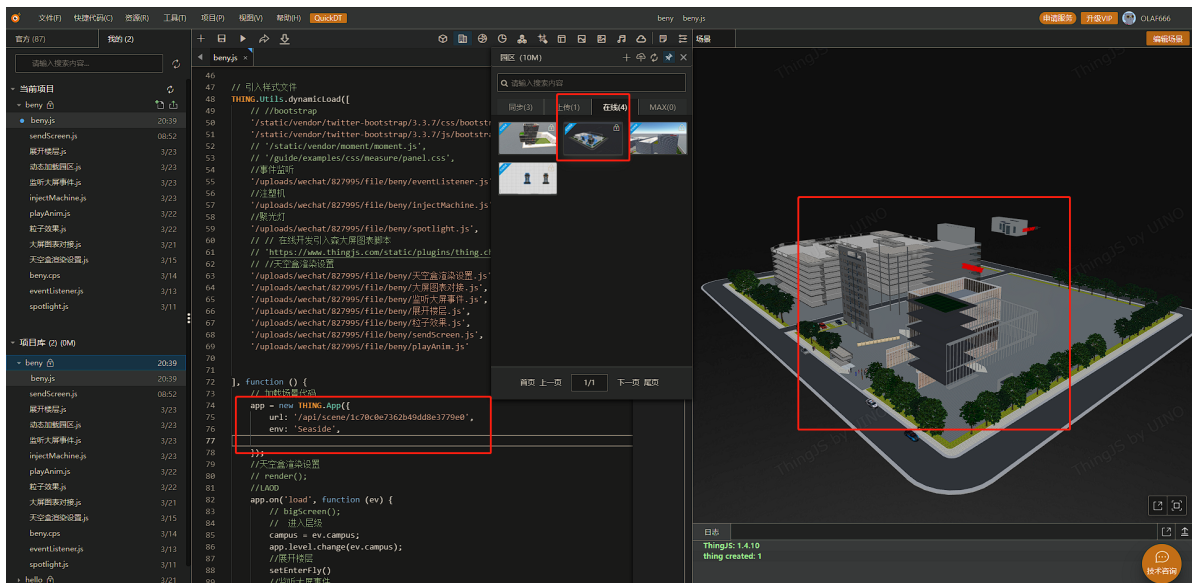 文件(F) 快捷代码(C) 资源(R) 工具(T) 项目(P) 视图(V) 帮助(H) QuickDT
beny beny.js
申请服务 升级VIP OLAF666
官方 (87) 我的 (2)
请输入搜索内容...
当前项目
beny
beny.js 20:39
sendScreen.js 08:52
展开楼层.js 3/23
动态加载园区.js 3/23
监听大屏事件.js 3/23
injectMachine.js 3/23
playAnim.js 3/22
粒子效果.js 3/22
大屏图表对接.js 3/21
天空盒渲染设置.js 3/15
beny.cps 3/14
eventListener.js 3/13
spotlight.js 3/11
项目库 (2) (0M)
beny 20:39
beny.js 20:39
sendScreen.js 08:52
展开楼层.js 3/23
动态加载园区.js 3/23
监听大屏事件.js 3/23
injectMachine.js 3/23
playAnim.js 3/22
粒子效果.js 3/22
大屏图表对接.js 3/21
天空盒渲染设置.js 3/15
beny.cps 3/14
eventListener.js 3/13
spotlight.js 3/11
hello 3/21
beny.js ×
46
47 // 引入样式文件
48 THING.Utils.dynamicLoad([
49 // //bootstrap
50 '/static/vendor/twitter-bootstrap/3.3.7/css/bootst
51 '/static/vendor/twitter-bootstrap/3.3.7/js/bootstra
52 // '/static/vendor/moment/moment.js',
53 // '/guide/examples/css/measure/panel.css',
54 //事件监听
55 '/uploads/wechat/827995/file/beny/eventListener.js'
56 //注塑机
57 '/uploads/wechat/827995/file/beny/injectMachine.js'
58 //聚光灯
59 '/uploads/wechat/827995/file/beny/spotlight.js',
60 // // 在线开发引入森大屏图表脚本
61 // 'https://www.thingjs.com/static/plugins/thing.ch
62 // //天空盒渲染设置
63 '/uploads/wechat/827995/file/beny/天空盒渲染设置.js'
64 '/uploads/wechat/827995/file/beny/大屏图表对接.js',
65 '/uploads/wechat/827995/file/beny/监听大屏事件.js',
66 '/uploads/wechat/827995/file/beny/展开楼层.js',
67 '/uploads/wechat/827995/file/beny/粒子效果.js',
68 '/uploads/wechat/827995/file/beny/sendScreen.js',
69 '/uploads/wechat/827995/file/beny/playAnim.js'
70
71
72 ], function () {
73 // 加载场景代码
74 app = new THING.App({
75 url: '/api/scene/1c70c0e7362b49dd8e3779e0',
76 env: 'Seaside',
77
78 });
79 //天空盒渲染设置
80 // render();
81 //LAOD
82 app.on('load', function (ev) {
83 // bigScreen();
84 // 进入层级
85 campus = ev.campus;
86 app.level.change(ev.campus);
87 //展开楼层
88 setEnterFly()
89 //监听大屏事件
园区 (10M)
请输入搜索内容
同步(3) 上传(1) 在线(4) MAX(0)
首页 上一页 1/1 下一页 尾页
场景 编辑场景
ThingJS by UINO
ThingJS by UINO
ThingJS by UINO
日志
ThingJS: 1.4.10
thing created: 1
技术咨询